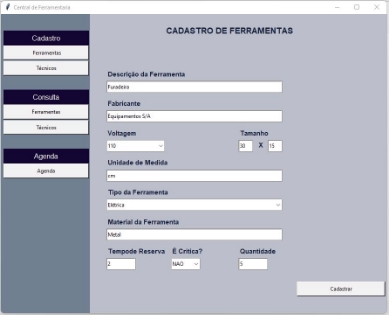 Central de Ferramentaria
CADASTRO DE FERRAMENTAS
Cadastro
Ferramentas
Técnicos
Consulta
Ferramentas
Técnicos
Agenda
Agenda
Descrição da Ferramenta
Furadeira
Fabricante
Equipamentos S/A
Voltagem Tamanho
110 30 X 15
Unidade de Medida
cm
Tipo da Ferramenta
Elétrica
Material da Ferramenta
Metal
Tempode Reserva É Crítica? Quantidade
2 NAO 5
Cadastrar